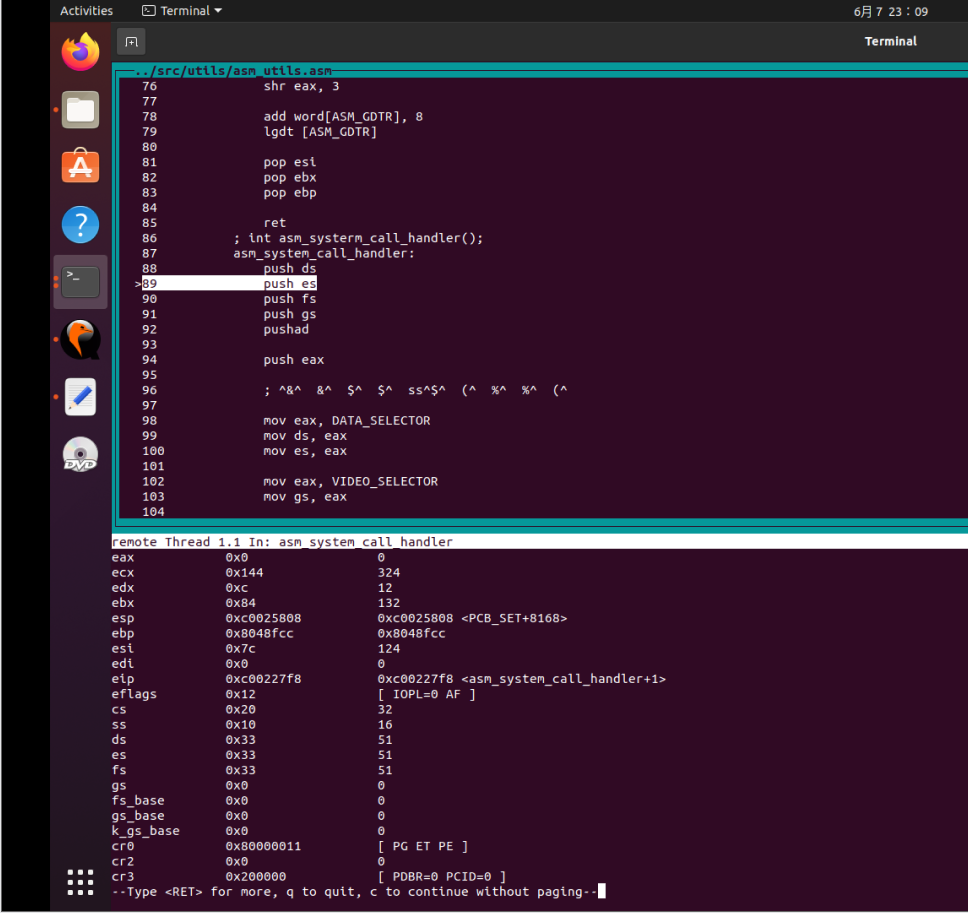 Activities Terminal 6月 7 23：09
Terminal
../src/utils/asm_utils.asm
76 shr eax, 3
77
78 add word[ASM_GDTR], 8
79 lgdt [ASM_GDTR]
80
81 pop esi
82 pop ebx
83 pop ebp
84
85 ret
86 ; int asm_systerm_call_handler();
87 asm_system_call_handler:
88 push ds
>89 push es
90 push fs
91 push gs
92 pushad
93
94 push eax
95
96 ; ^&^ &^ $^ $^ ss^$^ (^ %^ %^ (^
97
98 mov eax, DATA_SELECTOR
99 mov ds, eax
100 mov es, eax
101
102 mov eax, VIDEO_SELECTOR
103 mov gs, eax
104
remote Thread 1.1 In: asm_system_call_handler
eax 0x0 0
ecx 0x144 324
edx 0xc 12
ebx 0x84 132
esp 0xc0025808 0xc0025808 <PCB_SET+8168>
ebp 0x8048fcc 0x8048fcc
esi 0x7c 124
edi 0x0 0
eip 0xc00227f8 0xc00227f8 <asm_system_call_handler+1>
eflags 0x12 [ IOPL=0 AF ]
cs 0x20 32
ss 0x10 16
ds 0x33 51
es 0x33 51
fs 0x33 51
gs 0x0 0
fs_base 0x0 0
gs_base 0x0 0
k_gs_base 0x0 0
cr0 0x80000011 [ PG ET PE ]
cr2 0x0 0
cr3 0x200000 [ PDBR=0 PCID=0 ]
--Type <RET> for more, q to quit, c to continue without paging--
DVD